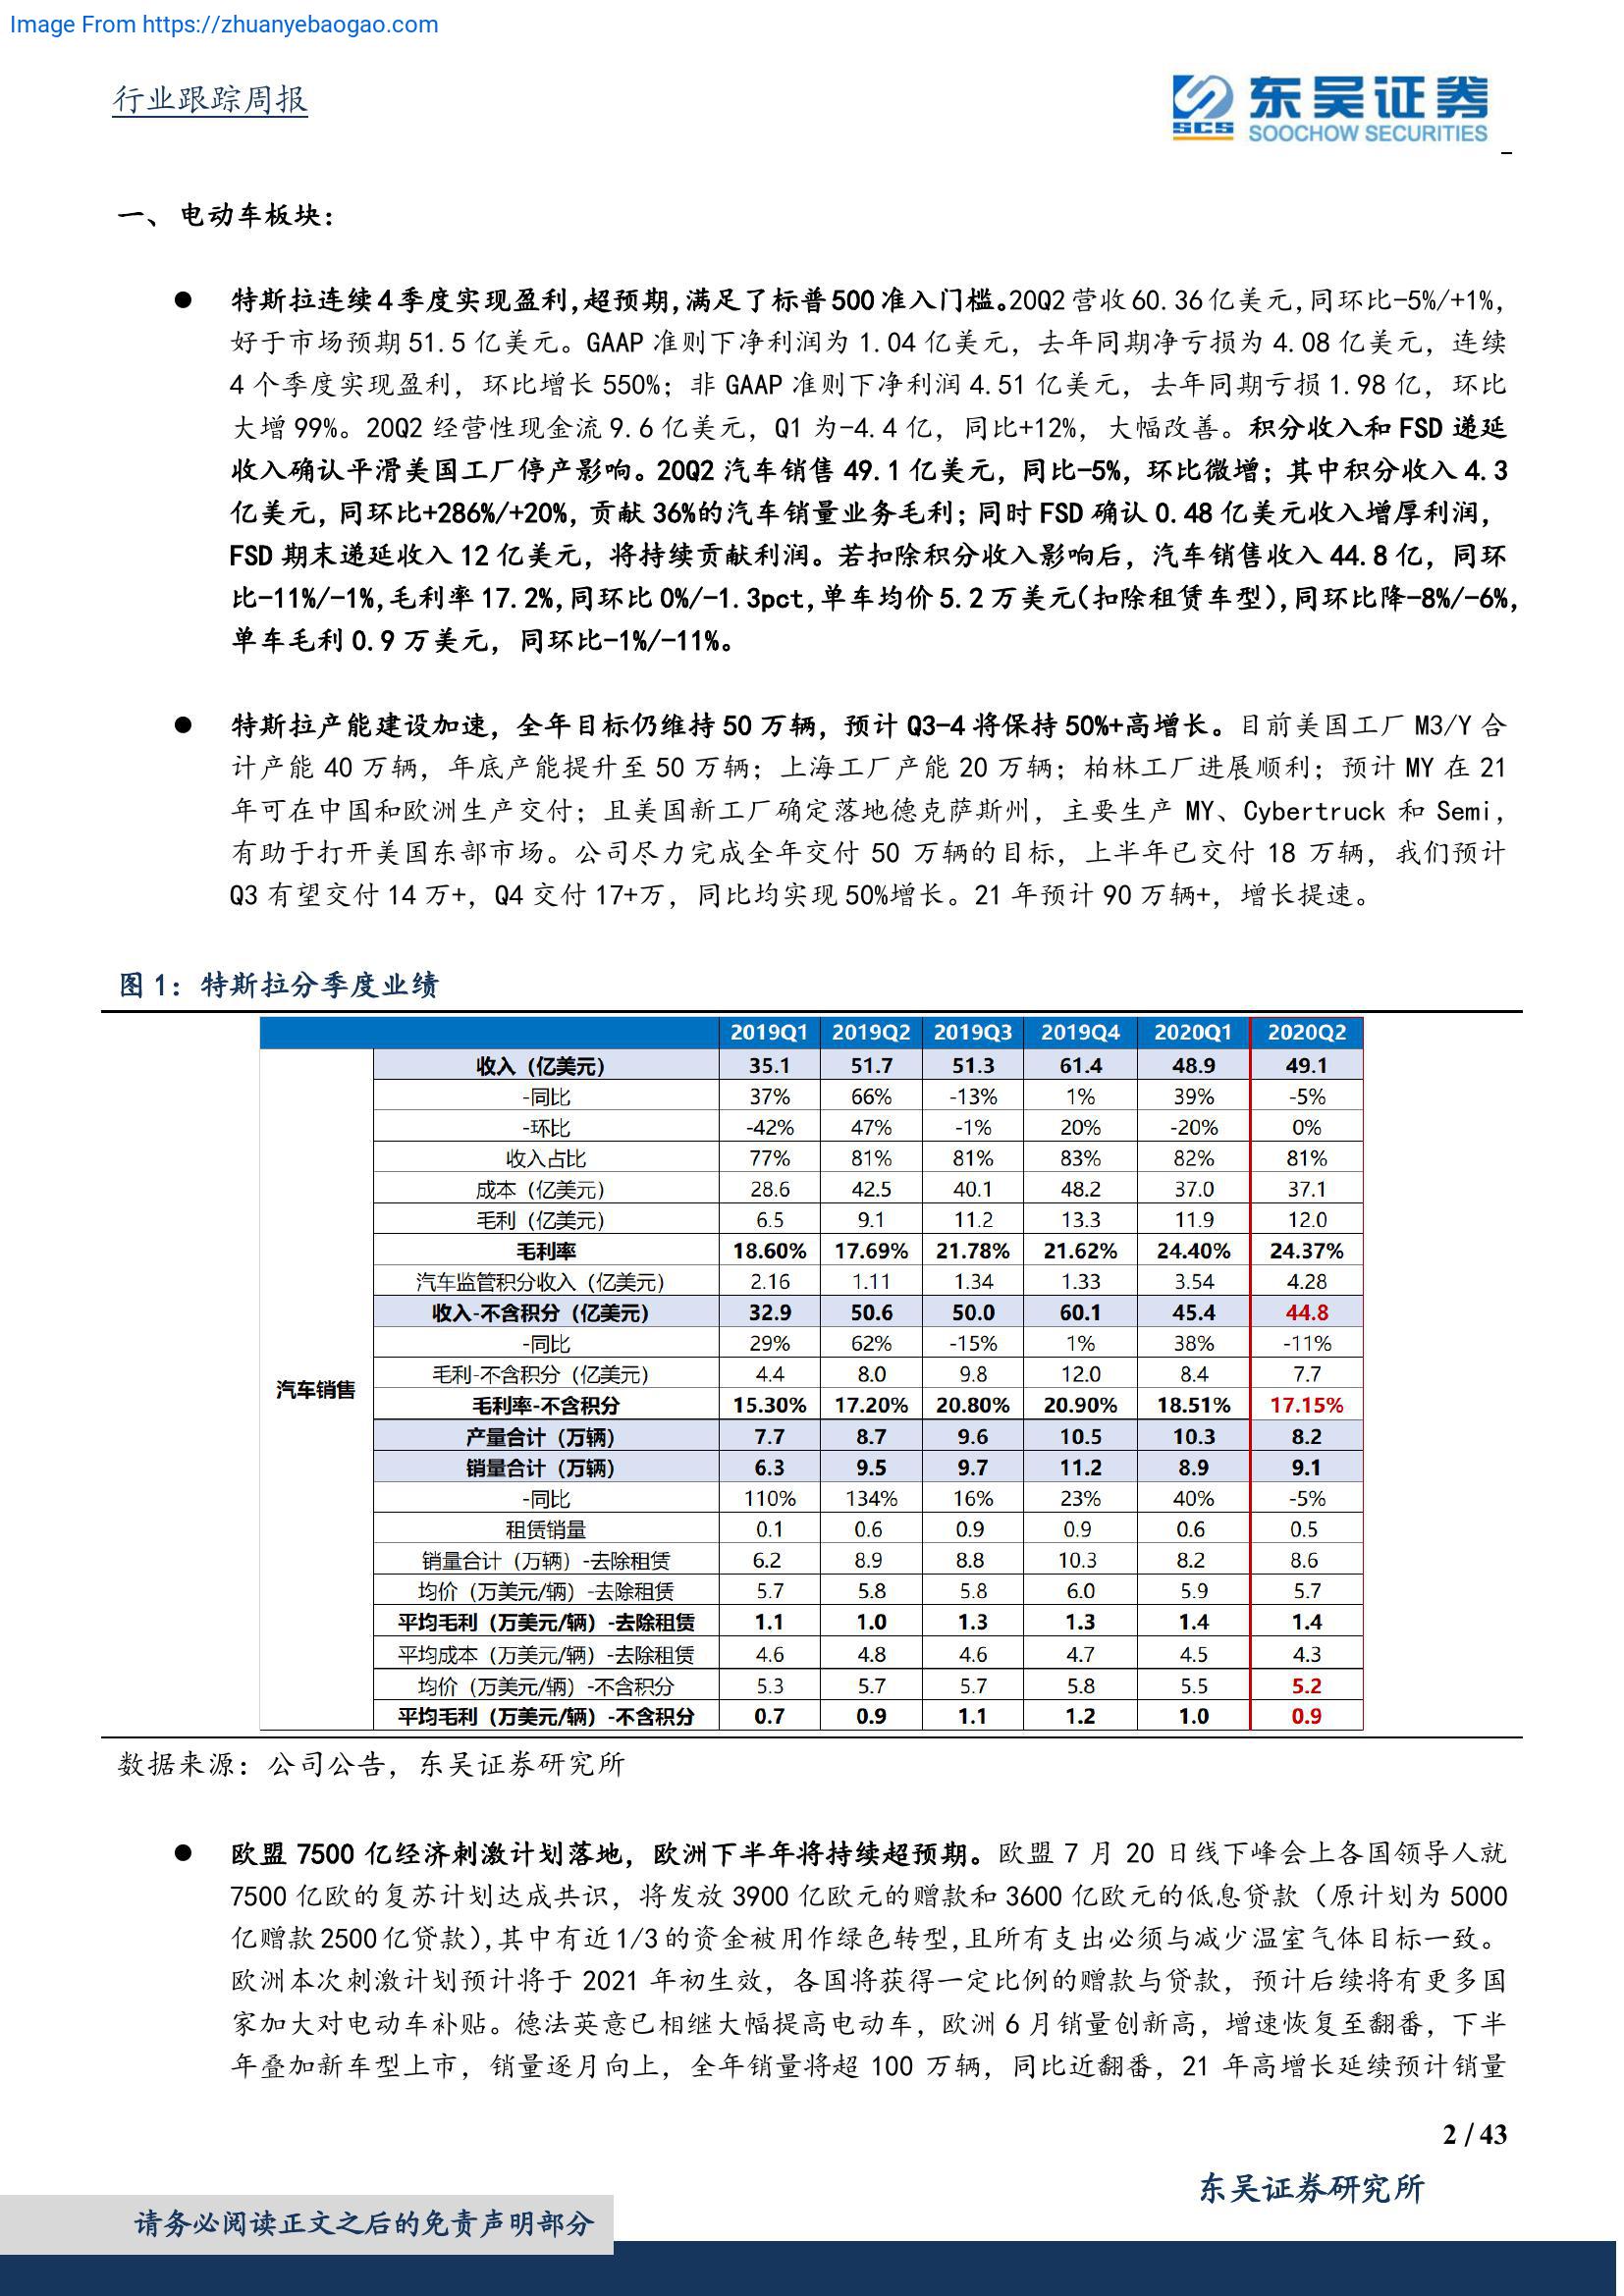 Image From https://zhuanyebaogao.com
行业跟踪周报
东吴证券
SCS SOOCHOW SECURITIES
一、 电动车板块：
● 特斯拉连续4季度实现盈利，超预期，满足了标普500准入门槛。20Q2营收60.36亿美元，同环比-5%/+1%，
好于市场预期51.5亿美元。GAAP准则下净利润为1.04亿美元，去年同期净亏损为4.08亿美元，连续
4个季度实现盈利，环比增长550%；非GAAP准则下净利润4.51亿美元，去年同期亏损1.98亿，环比
大增99%。20Q2经营性现金流9.6亿美元，Q1为-4.4亿，同比+12%，大幅改善。积分收入和FSD递延
收入确认平滑美国工厂停产影响。20Q2汽车销售49.1亿美元，同比-5%，环比微增；其中积分收入4.3
亿美元，同环比+286%/+20%，贡献36%的汽车销量业务毛利；同时FSD确认0.48亿美元收入增厚利润，
FSD期末递延收入12亿美元，将持续贡献利润。若扣除积分收入影响后，汽车销售收入44.8亿，同环
比-11%/-1%，毛利率17.2%，同环比0%/-1.3pct，单车均价5.2万美元（扣除租赁车型），同环比降-8%/-6%，
单车毛利0.9万美元，同环比-1%/-11%。
● 特斯拉产能建设加速，全年目标仍维持50万辆，预计Q3-4将保持50%+高增长。目前美国工厂M3/Y合
计产能40万辆，年底产能提升至50万辆；上海工厂产能20万辆；柏林工厂进展顺利；预计MY在21
年可在中国和欧洲生产交付；且美国新工厂确定落地德克萨斯州，主要生产MY、Cybertruck和Semi，
有助于打开美国东部市场。公司尽力完成全年交付50万辆的目标，上半年已交付18万辆，我们预计
Q3有望交付14万+，Q4交付17+万，同比均实现50%增长。21年预计90万辆+，增长提速。
图1：特斯拉分季度业绩
2019Q1 2019Q2 2019Q3 2019Q4 2020Q1 2020Q2
收入（亿美元） 35.1 51.7 51.3 61.4 48.9 49.1
-同比 37% 66% -13% 1% 39% -5%
-环比 -42% 47% -1% 20% -20% 0%
收入占比 77% 81% 81% 83% 82% 81%
成本（亿美元） 28.6 42.5 40.1 48.2 37.0 37.1
毛利（亿美元） 6.5 9.1 11.2 13.3 11.9 12.0
毛利率 18.60% 17.69% 21.78% 21.62% 24.40% 24.37%
汽车监管积分收入（亿美元） 2.16 1.11 1.34 1.33 3.54 4.28
收入-不含积分（亿美元） 32.9 50.6 50.0 60.1 45.4 44.8
-同比 29% 62% -15% 1% 38% -11%
毛利-不含积分（亿美元） 4.4 8.0 9.8 12.0 8.4 7.7
汽车销售
毛利率-不含积分 15.30% 17.20% 20.80% 20.90% 18.51% 17.15%
产量合计（万辆） 7.7 8.7 9.6 10.5 10.3 8.2
销量合计（万辆） 6.3 9.5 9.7 11.2 8.9 9.1
-同比 110% 134% 16% 23% 40% -5%
租赁销量 0.1 0.6 0.9 0.9 0.6 0.5
销量合计（万辆）-去除租赁 6.2 8.9 8.8 10.3 8.2 8.6
均价（万美元/辆）-去除租赁 5.7 5.8 5.8 6.0 5.9 5.7
平均毛利（万美元/辆）-去除租赁 1.1 1.0 1.3 1.3 1.4 1.4
平均成本（万美元/辆）-去除租赁 4.6 4.8 4.6 4.7 4.5 4.3
均价（万美元/辆）-不含积分 5.3 5.7 5.7 5.8 5.5 5.2
平均毛利（万美元/辆）-不含积分 0.7 0.9 1.1 1.2 1.0 0.9
数据来源：公司公告，东吴证券研究所
● 欧盟7500亿经济刺激计划落地，欧洲下半年将持续超预期。欧盟7月20日线下峰会上各国领导人就
7500亿欧的复苏计划达成共识，将发放3900亿欧元的赠款和3600亿欧元的低息贷款（原计划为5000
亿赠款2500亿贷款），其中有近1/3的资金被用作绿色转型，且所有支出必须与减少温室气体目标一致。
欧洲本次刺激计划预计将于2021年初生效，各国将获得一定比例的赠款与贷款，预计后续将有更多国
家加大对电动车补贴。德法英意已相继大幅提高电动车，欧洲6月销量创新高，增速恢复至翻番，下半
年叠加新车型上市，销量逐月向上，全年销量将超100万辆，同比近翻番，21年高增长延续预计销量
2 / 43
东吴证券研究所
请务必阅读正文之后的免责声明部分